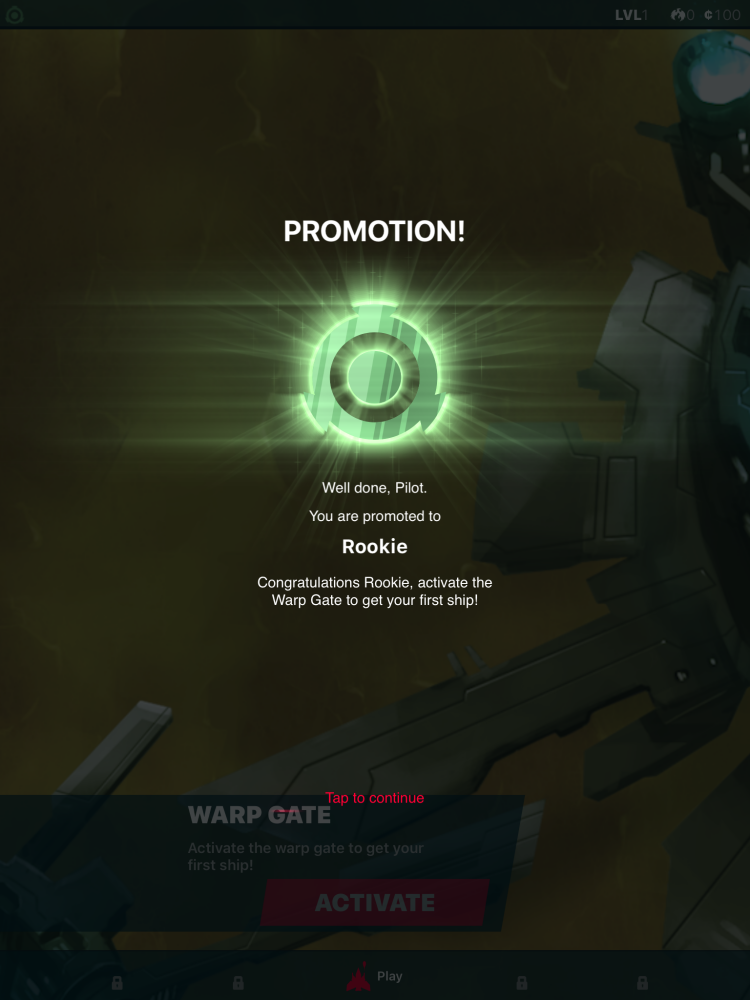 LVL1 0 ¢100
PROMOTION!
Well done, Pilot.
You are promoted to
Rookie
Congratulations Rookie, activate the
Warp Gate to get your first ship!
Tap to continue
WARP GATE
Activate the warp gate to get your
first ship!
ACTIVATE
Play